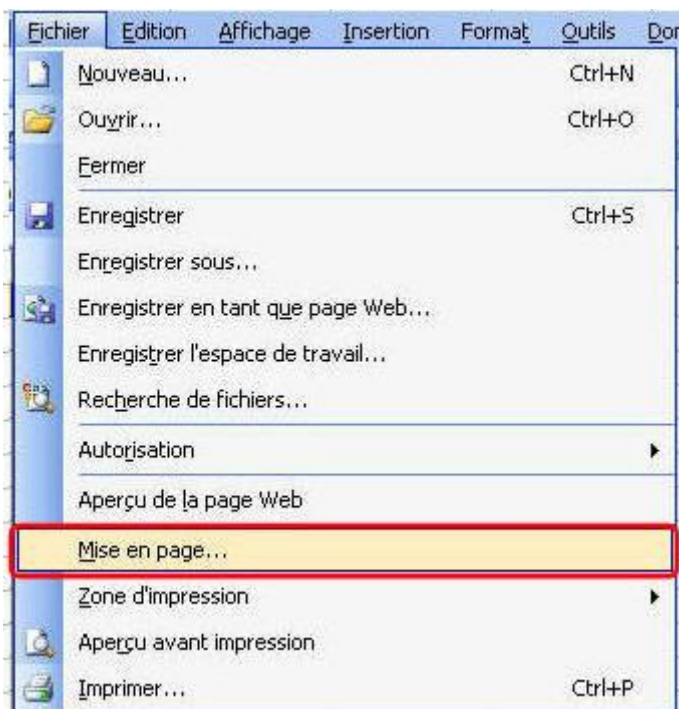 Fichier Edition Affichage Insertion Format Outils
Nouveau... Ctrl+N
Ouvrir... Ctrl+O
Fermer
Enregistrer Ctrl+S
Enregistrer sous...
Enregistrer en tant que page Web...
Enregistrer l'espace de travail...
Recherche de fichiers...
Autorisation
Aperçu de la page Web
Mise en page...
Zone d'impression
Aperçu avant impression
Imprimer... Ctrl+P